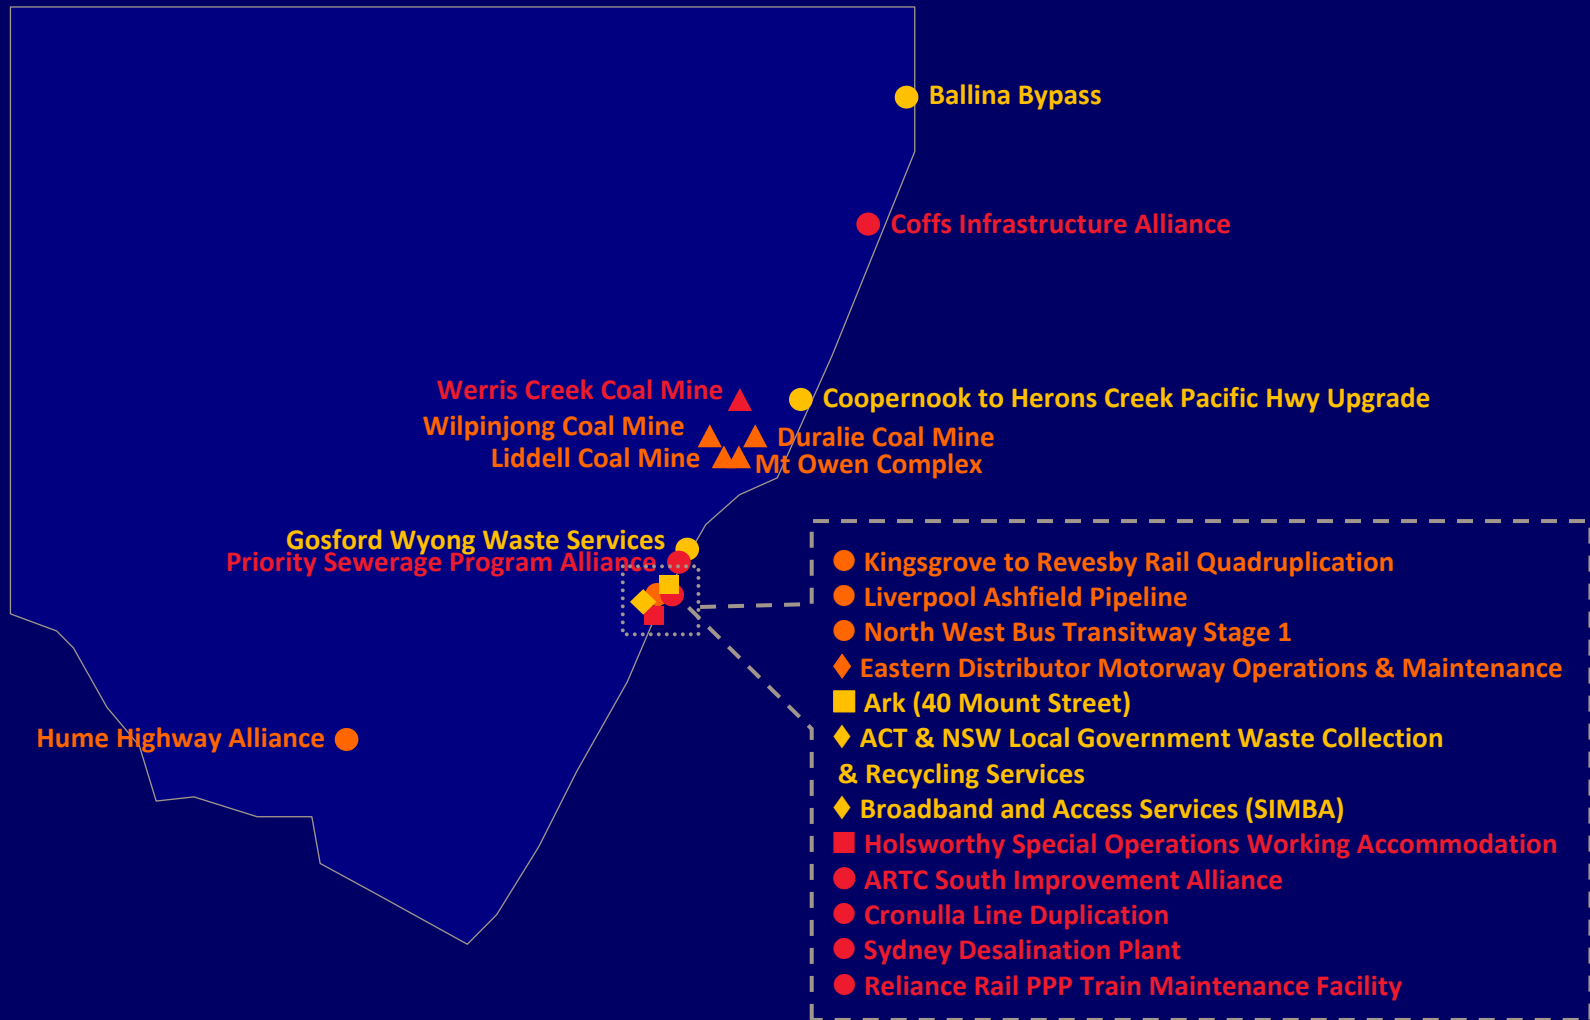 Ballina Bypass
Coffs Infrastructure Alliance
Werris Creek Coal Mine
Coopernook to Herons Creek Pacific Hwy Upgrade
Wilpinjong Coal Mine
Duralie Coal Mine
Liddell Coal Mine
Mt Owen Complex
Gosford Wyong Waste Services
Priority Sewerage Program Alliance
Hume Highway Alliance
Kingsgrove to Revesby Rail Quadruplication
Liverpool Ashfield Pipeline
North West Bus Transitway Stage 1
Eastern Distributor Motorway Operations & Maintenance
Ark (40 Mount Street)
ACT & NSW Local Government Waste Collection
& Recycling Services
Broadband and Access Services (SIMBA)
Holsworthy Special Operations Working Accommodation
ARTC South Improvement Alliance
Cronulla Line Duplication
Sydney Desalination Plant
Reliance Rail PPP Train Maintenance Facility